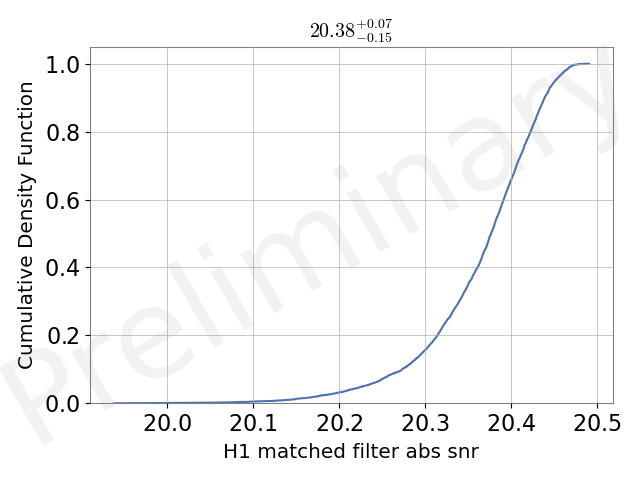 20.38^{+0.07}_{-0.15}
Cumulative Density Function
1.0
0.8
0.6
0.4
0.2
0.0
20.0 20.1 20.2 20.3 20.4 20.5
H1 matched filter abs snr
Preliminary